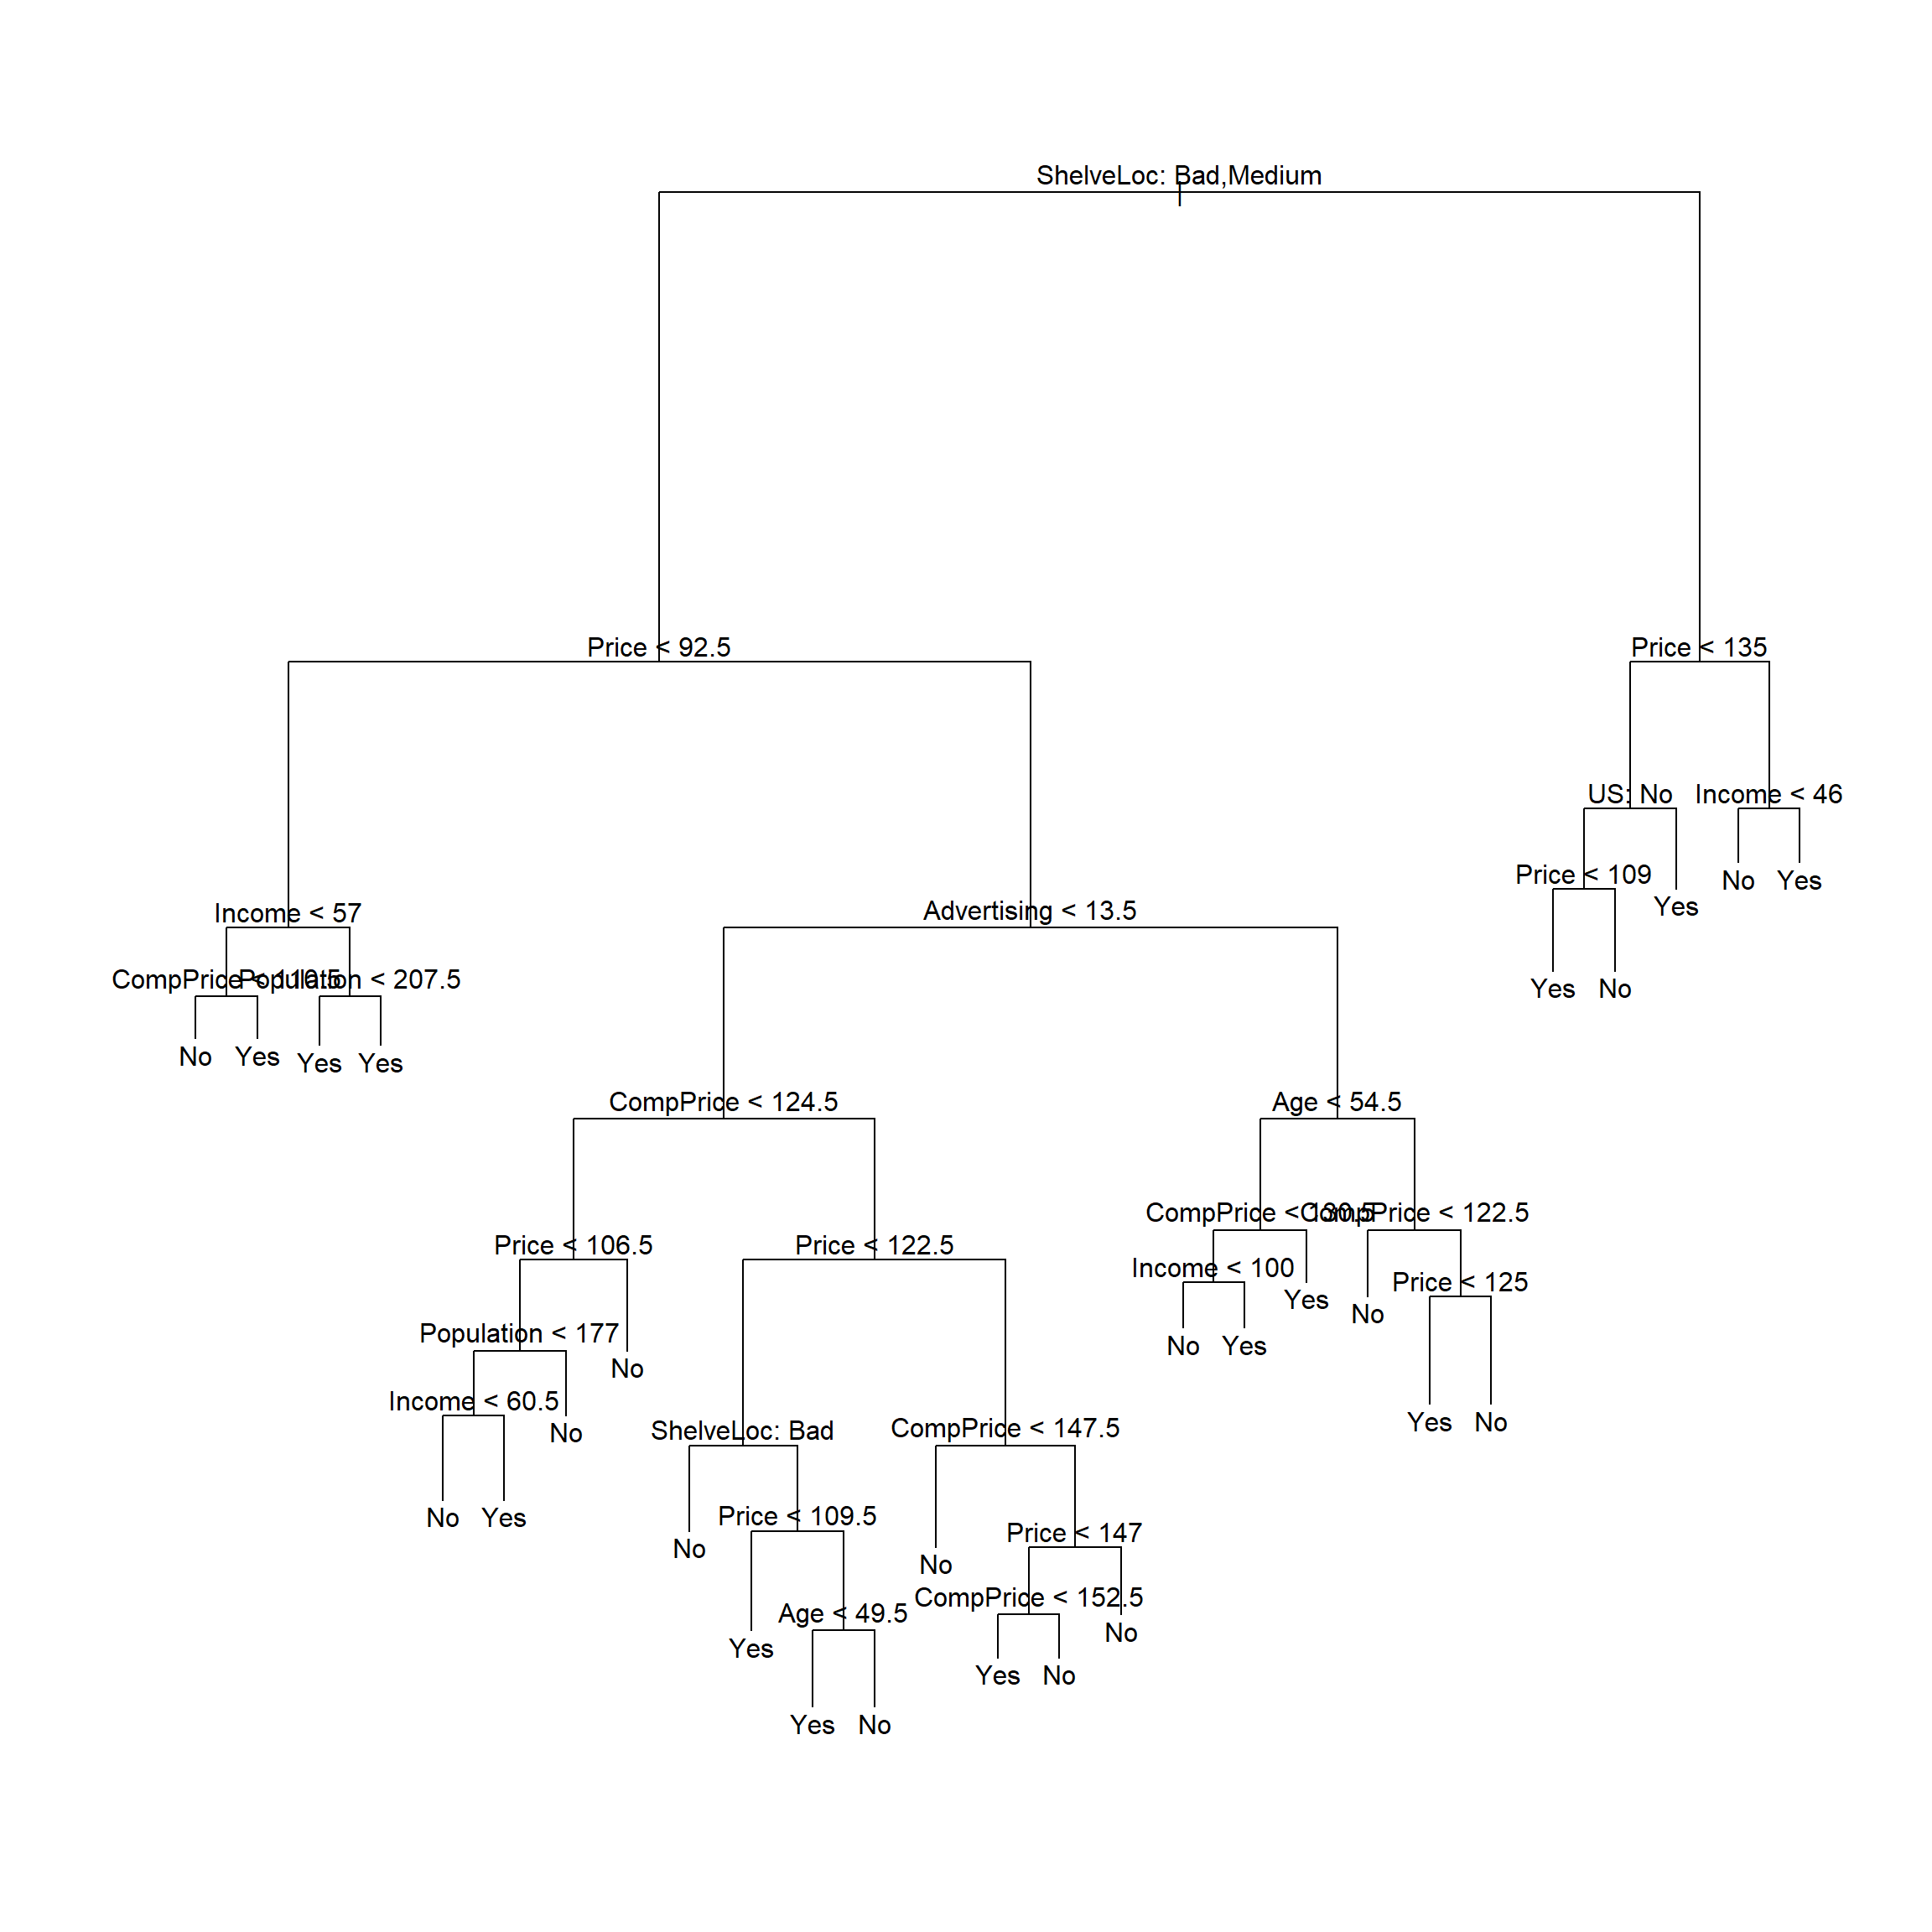 ShelveLoc: Bad,Medium
Price < 92.5
Price < 135
US: No
Income < 46
Price < 109
No
Yes
Yes
Income < 57
Advertising < 13.5
CompPrice < 110.5
Population < 207.5
Yes
No
No
Yes
Yes
Yes
CompPrice < 124.5
Age < 54.5
CompPrice < 130.5
CompPrice < 122.5
Price < 106.5
Price < 122.5
Income < 100
Price < 125
Yes
No
Population < 177
No
Yes
No
Income < 60.5
No
ShelveLoc: Bad
CompPrice < 147.5
Yes
No
No
Yes
Price < 109.5
Price < 147
No
No
CompPrice < 152.5
Age < 49.5
No
Yes
Yes
No
Yes
No